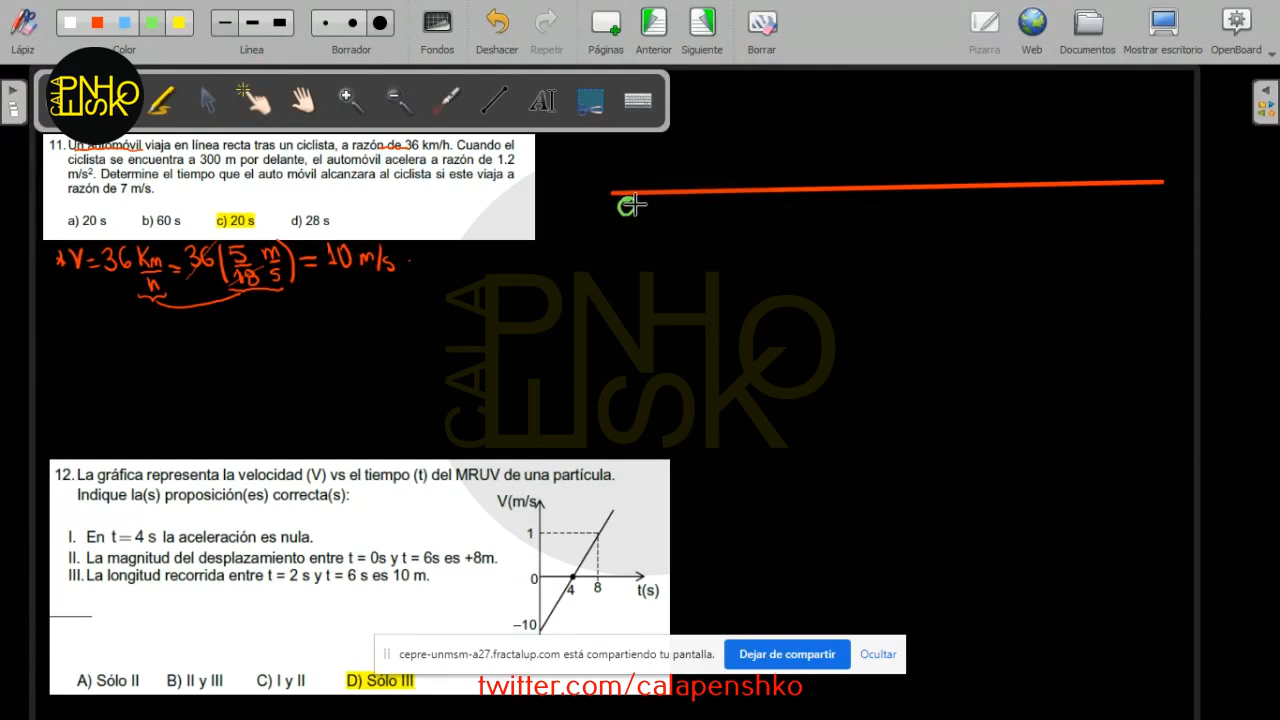 Lápiz Color Línea Borrador Fondos Deshacer Repetir Páginas Anterior Siguiente Borrar Pizarra Web Documentos Mostrar escritorio OpenBoard
CALA PNHO ESK
11. Un automóvil viaja en línea recta tras un ciclista, a razón de 36 km/h. Cuando el
ciclista se encuentra a 300 m por delante, el automóvil acelera a razón de 1.2
m/s². Determine el tiempo que el auto móvil alcanzara al ciclista si este viaja a
razón de 7 m/s.
a) 20 s b) 60 s c) 20 s d) 28 s
*V = 36 Km/h = 36 (5/18 m/s) = 10 m/s .
CALA PNHO ESK
12. La gráfica representa la velocidad (V) vs el tiempo (t) del MRUV de una partícula.
Indique la(s) proposición(es) correcta(s):
V(m/s
I. En t = 4 s la aceleración es nula.
II. La magnitud del desplazamiento entre t = 0s y t = 6s es +8m.
III. La longitud recorrida entre t = 2 s y t = 6 s es 10 m.
1
0
4 8 t(s)
–10
cepre-unmsm-a27.fractalup.com está compartiendo tu pantalla. Dejar de compartir Ocultar
A) Sólo II B) II y III C) I y II D) Sólo III
twitter.com/calapenshko